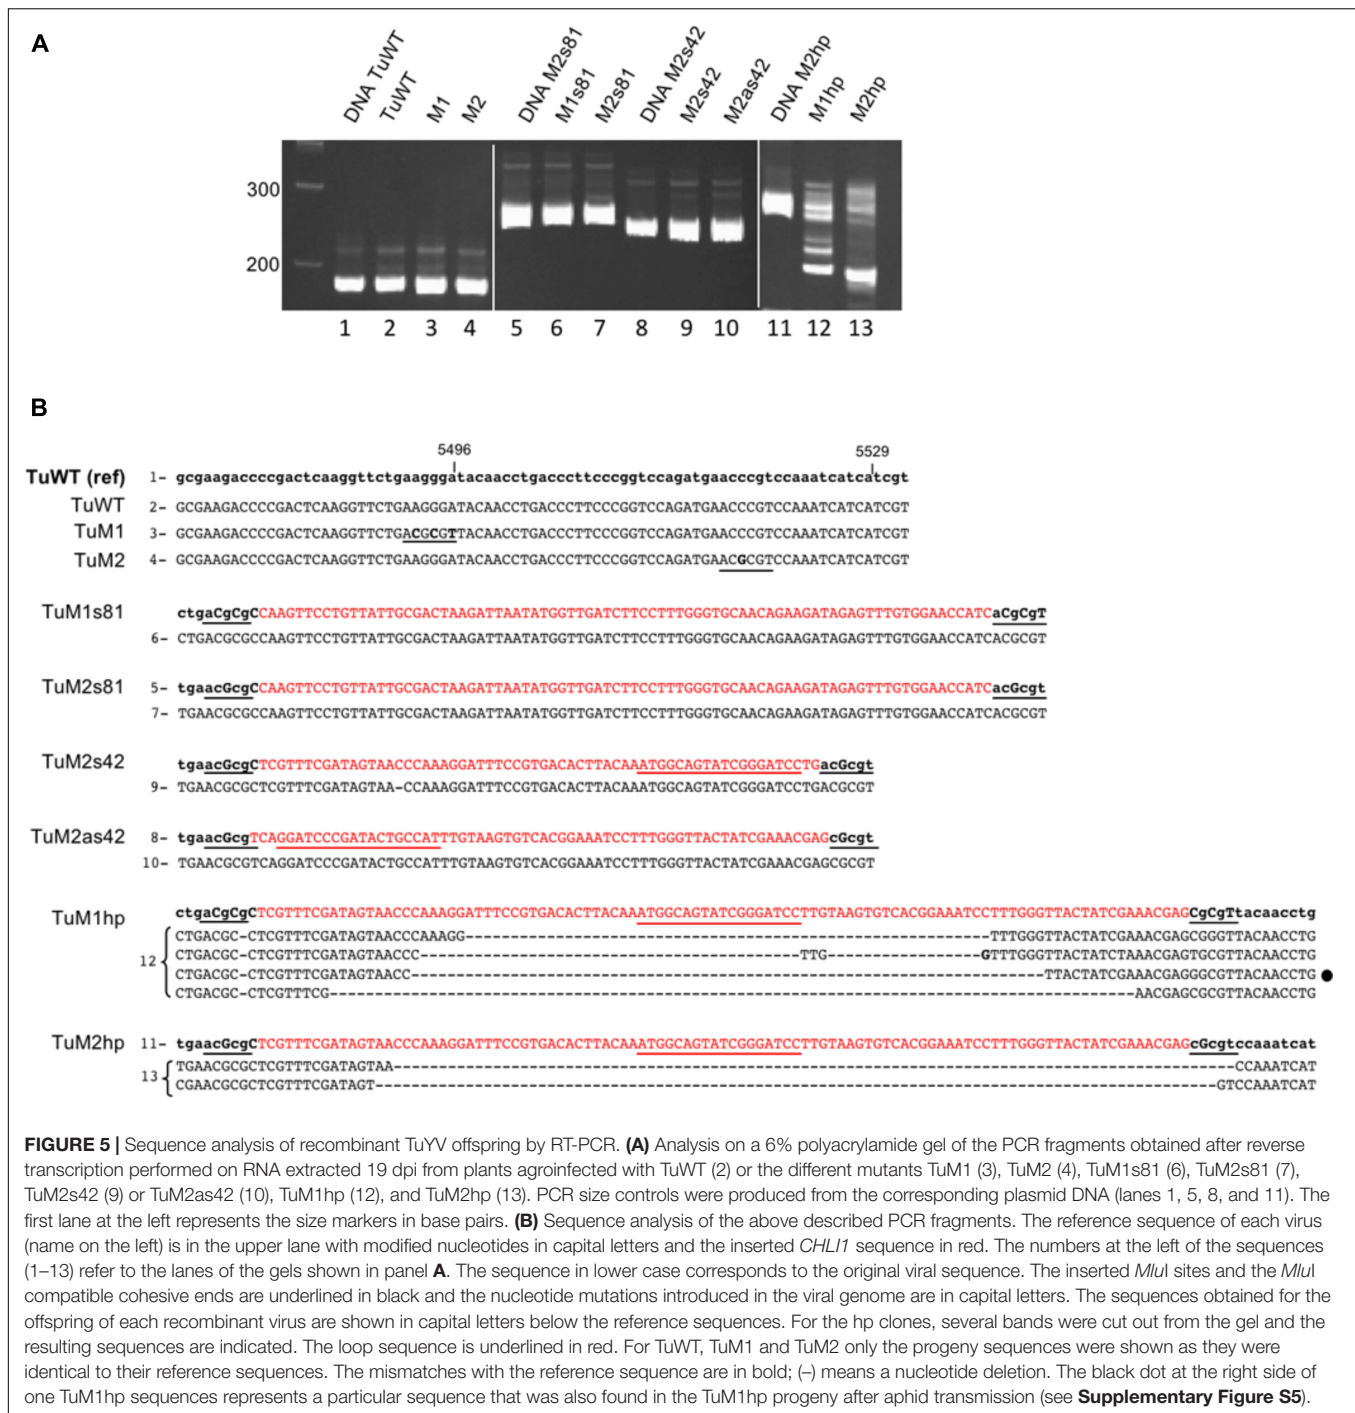 A
DNA TuWT TuWT M1 M2 DNA M2s81 M1s81 M2s81 DNA M2s42 M2s42 M2as42 DNA M2hp M1hp M2hp
300
200
1 2 3 4 5 6 7 8 9 10 11 12 13
B
5496 5529
TuWT (ref) 1- gcgaagaccccgactcaaggttctgaagggatacaacctgacccttcccggtccagatgaacccgtccaaatcatcatcgt
TuWT 2- GCGAAGACCCCGACTCAAGGTTCTGAAGGGATACAACCTGACCCTTCCCGGTCCAGATGAACCCGTCCAAATCATCATCGT
TuM1 3- GCGAAGACCCCGACTCAAGGTTCTGACGCGTTACAACCTGACCCTTCCCGGTCCAGATGAACCCGTCCAAATCATCATCGT
TuM2 4- GCGAAGACCCCGACTCAAGGTTCTGAAGGGATACAACCTGACCCTTCCCGGTCCAGATGAACGCGTCCAAATCATCATCGT
TuM1s81 ctgaCgCgCCAAGTTCCTGTTATTGCGACTAAGATTAATATGGTTGATCTTCCTTTGGGTGCAACAGAAGATAGAGTTTGTGGAACCATCaCgCgT
6- CTGACGCGCCAAGTTCCTGTTATTGCGACTAAGATTAATATGGTTGATCTTCCTTTGGGTGCAACAGAAGATAGAGTTTGTGGAACCATCACGCGT
TuM2s81 5- tgaacGcgCCAAGTTCCTGTTATTGCGACTAAGATTAATATGGTTGATCTTCCTTTGGGTGCAACAGAAGATAGAGTTTGTGGAACCATCacGcgt
7- TGAACGCGCCAAGTTCCTGTTATTGCGACTAAGATTAATATGGTTGATCTTCCTTTGGGTGCAACAGAAGATAGAGTTTGTGGAACCATCACGCGT
TuM2s42 tgaacGcgCTCGTTTCGATAGTAACCCAAAGGATTTCCGTGACACTTACAAATGGCAGTATCGGGATCCTGacGcgt
9- TGAACGCGCTCGTTTCGATAGTAA-CCAAAGGATTTCCGTGACACTTACAAATGGCAGTATCGGGATCCTGACGCGT
TuM2as42 8- tgaacGcgTCAGGATCCCGATACTGCCATTTGTAAGTGTCACGGAAATCCTTTGGGTTACTATCGAAACGAGcGcgt
10- TGAACGCGTCAGGATCCCGATACTGCCATTTGTAAGTGTCACGGAAATCCTTTGGGTTACTATCGAAACGAGCGCGT
TuM1hp ctgaCgCgCTCGTTTCGATAGTAACCCAAAGGATTTCCGTGACACTTACAAATGGCAGTATCGGGATCCTTGTAAGTGTCACGGAAATCCTTTGGGTTACTATCGAAACGAGCgCgTtacaacctg
12 CTGACGC-CTCGTTTCGATAGTAACCCAAAGG----------------------------------------------------------TTTGGGTTACTATCGAAACGAGCGGGTTACAACCTG
CTGACGC-CTCGTTTCGATAGTAACCC------------------------------------------TTG-----------------GTTTGGGTTACTATCTAAACGAGTGCGTTACAACCTG
CTGACGC-CTCGTTTCGATAGTAACC----------------------------------------------------------------------TTACTATCGAAACGAGGGCGTTACAACCTG ●
CTGACGC-CTCGTTTCG-----------------------------------------------------------------------------------------AACGAGCGCGTTACAACCTG
TuM2hp 11- tgaacGcgCTCGTTTCGATAGTAACCCAAAGGATTTCCGTGACACTTACAAATGGCAGTATCGGGATCCTTGTAAGTGTCACGGAAATCCTTTGGGTTACTATCGAAACGAGcGcgtccaaatcat
13 TGAACGCGCTCGTTTCGATAGTAA---------------------------------------------------------------------------------------------CCAAATCAT
CGAACGCGCTCGTTTCGATAGT---------------------------------------------------------------------------------------------GTCCAAATCAT
FIGURE 5 | Sequence analysis of recombinant TuYV offspring by RT-PCR. (A) Analysis on a 6% polyacrylamide gel of the PCR fragments obtained after reverse
transcription performed on RNA extracted 19 dpi from plants agroinfected with TuWT (2) or the different mutants TuM1 (3), TuM2 (4), TuM1s81 (6), TuM2s81 (7),
TuM2s42 (9) or TuM2as42 (10), TuM1hp (12), and TuM2hp (13). PCR size controls were produced from the corresponding plasmid DNA (lanes 1, 5, 8, and 11). The
first lane at the left represents the size markers in base pairs. (B) Sequence analysis of the above described PCR fragments. The reference sequence of each virus
(name on the left) is in the upper lane with modified nucleotides in capital letters and the inserted CHLI1 sequence in red. The numbers at the left of the sequences
(1–13) refer to the lanes of the gels shown in panel A. The sequence in lower case corresponds to the original viral sequence. The inserted MluI sites and the MluI
compatible cohesive ends are underlined in black and the nucleotide mutations introduced in the viral genome are in capital letters. The sequences obtained for the
offspring of each recombinant virus are shown in capital letters below the reference sequences. For the hp clones, several bands were cut out from the gel and the
resulting sequences are indicated. The loop sequence is underlined in red. For TuWT, TuM1 and TuM2 only the progeny sequences were shown as they were
identical to their reference sequences. The mismatches with the reference sequence are in bold; (–) means a nucleotide deletion. The black dot at the right side of
one TuM1hp sequences represents a particular sequence that was also found in the TuM1hp progeny after aphid transmission (see Supplementary Figure S5).